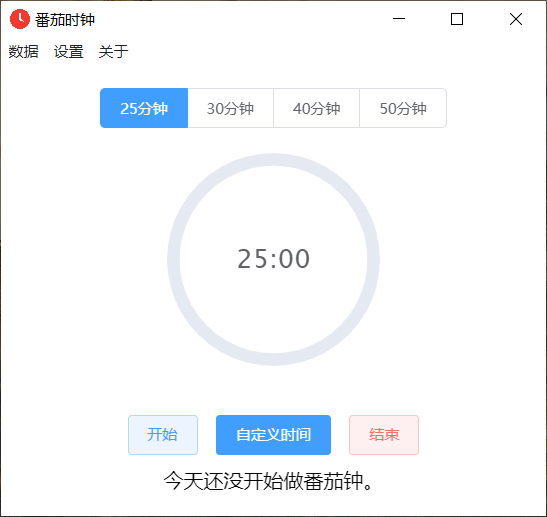 番茄时钟
数据 设置 关于
25分钟 30分钟 40分钟 50分钟
25:00
开始 自定义时间 结束
今天还没开始做番茄钟。